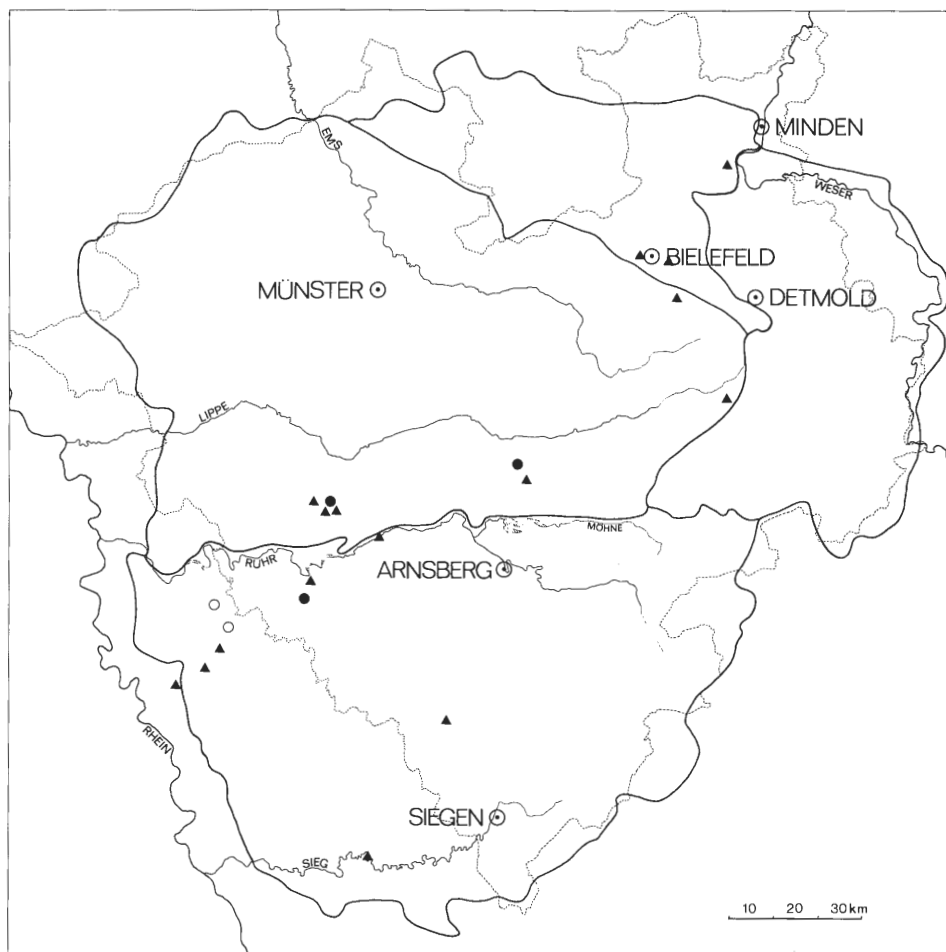 EMS
MINDEN
WESER
BIELEFELD
MÜNSTER
DETMOLD
LIPPE
MÖHNE
RUHR
ARNSBERG
RHEIN
SIEGEN
SIEG
10 20 30 km